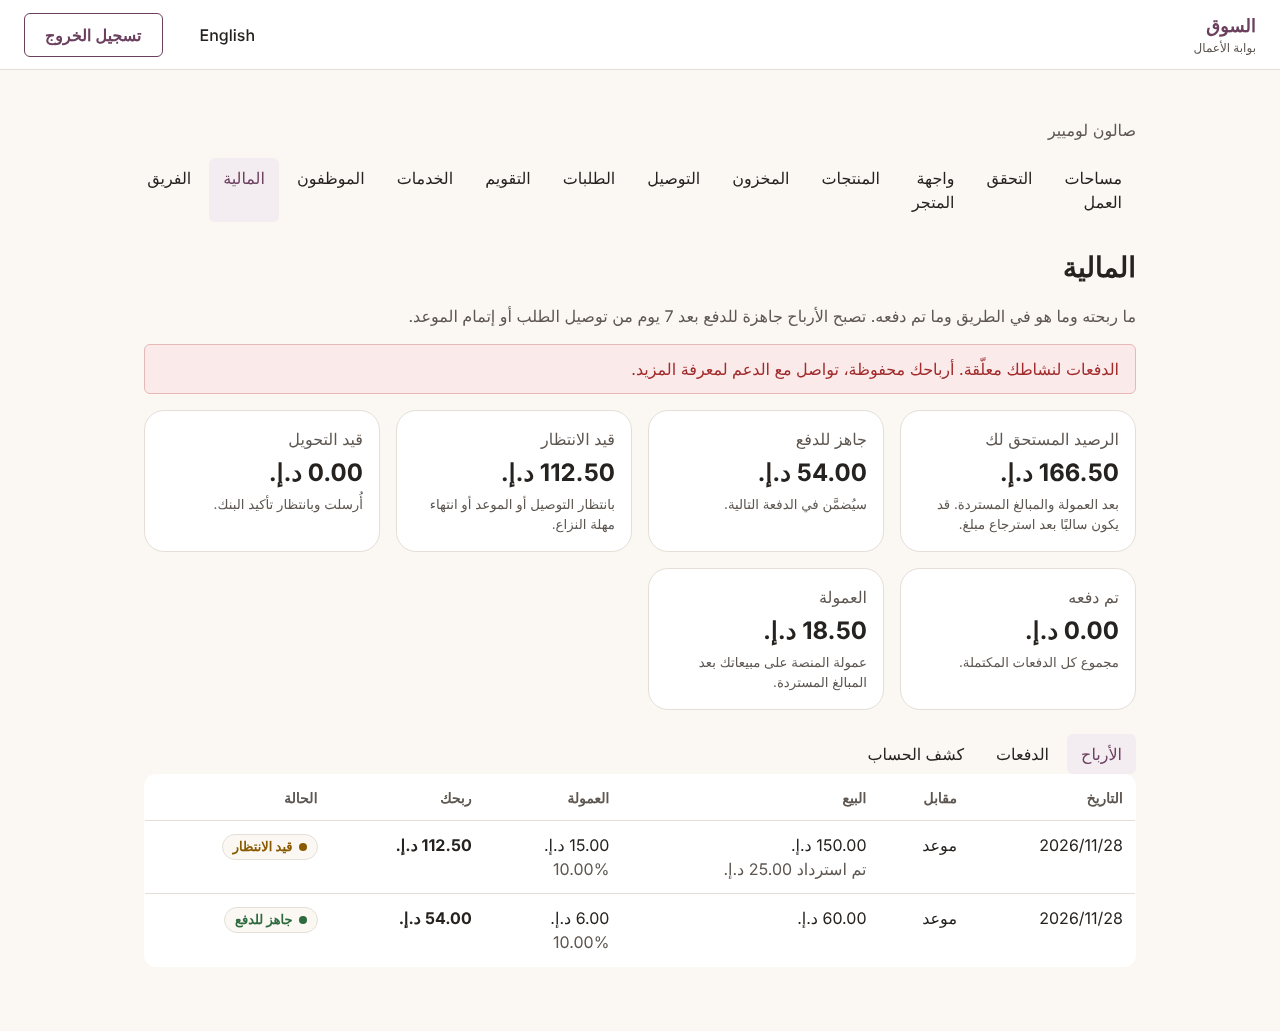 السوق
بوابة الأعمال
English
تسجيل الخروج
صالون لوميير
مساحات العمل
التحقق
واجهة المتجر
المنتجات
المخزون
التوصيل
الطلبات
التقويم
الخدمات
الموظفون
المالية
الفريق
المالية
ما ربحته وما هو في الطريق وما تم دفعه. تصبح الأرباح جاهزة للدفع بعد 7 يوم من توصيل الطلب أو إتمام الموعد.
الدفعات لنشاطك معلّقة. أرباحك محفوظة، تواصل مع الدعم لمعرفة المزيد.
الرصيد المستحق لك
166.50 د.إ.
بعد العمولة والمبالغ المستردة. قد
يكون سالبًا بعد استرجاع مبلغ.
جاهز للدفع
54.00 د.إ.
سيُضمَّن في الدفعة التالية.
قيد الانتظار
112.50 د.إ.
بانتظار التوصيل أو الموعد أو انتهاء
مهلة النزاع.
قيد التحويل
0.00 د.إ.
أُرسلت وبانتظار تأكيد البنك.
تم دفعه
0.00 د.إ.
مجموع كل الدفعات المكتملة.
العمولة
18.50 د.إ.
عمولة المنصة على مبيعاتك بعد
المبالغ المستردة.
الأرباح
الدفعات
كشف الحساب
التاريخ مقابل البيع العمولة ربحك الحالة
2026/11/28 موعد 150.00 د.إ. 15.00 د.إ. 112.50 د.إ. قيد الانتظار
تم استرداد 25.00 د.إ. 10.00%
2026/11/28 موعد 60.00 د.إ. 6.00 د.إ. 54.00 د.إ. جاهز للدفع
10.00%